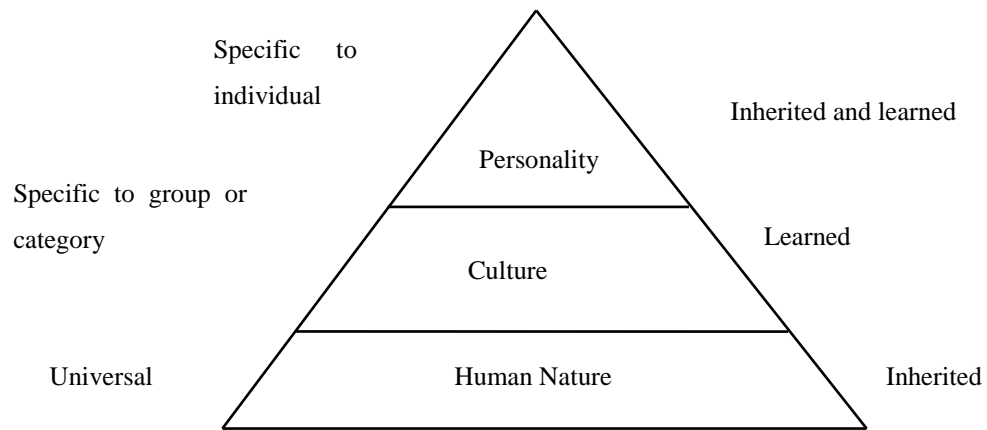 Specific to
individual
Inherited and learned
Personality
Specific to group or
category
Learned
Culture
Universal
Human Nature
Inherited